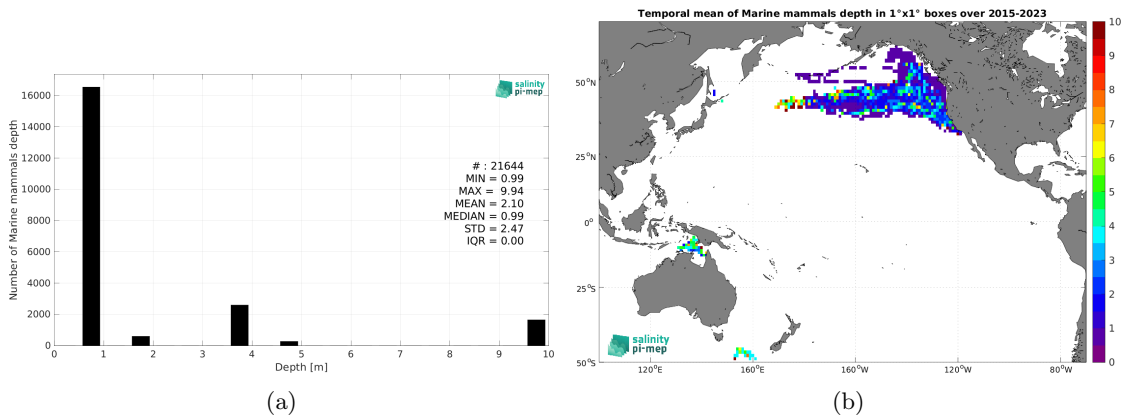 Temporal mean of Marine mammals depth in 1°x1° boxes over 2015-2023
salinity
pi-mep
Number of Marine mammals depth
16000
14000
12000
10000
8000
6000
4000
2000
0
# : 21644
MIN = 0.99
MAX = 9.94
MEAN = 2.10
MEDIAN = 0.99
STD = 2.47
IQR = 0.00
0 1 2 3 4 5 6 7 8 9 10
Depth [m]
(a)
50°N
25°N
0°
25°S
50°S
120°E 160°E 160°W 120°W 80°W
salinity
pi-mep
10
9
8
7
6
5
4
3
2
1
0
(b)